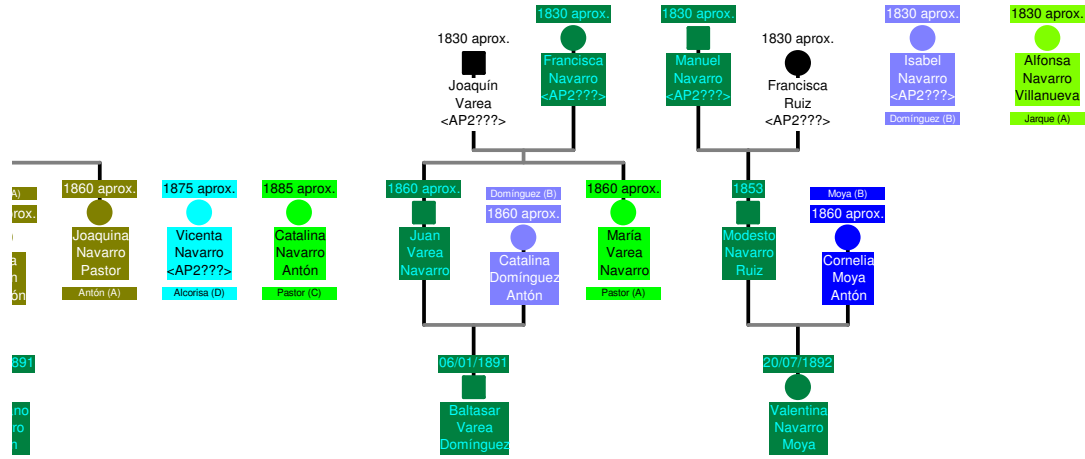 1830 aprox.
Joaquín
Varea
<AP2???>
1830 aprox.
Francisca
Navarro
<AP2???>
1830 aprox.
Manuel
Navarro
<AP2???>
1830 aprox.
Francisca
Ruiz
<AP2???>
1830 aprox.
Isabel
Navarro
<AP2???>
Domínguez (B)
1830 aprox.
Alfonsa
Navarro
Villanueva
Jarque (A)
1860 aprox.
Joaquina
Navarro
Pastor
Antón (A)
1875 aprox.
Vicenta
Navarro
<AP2???>
Alcorisa (D)
1885 aprox.
Catalina
Navarro
Antón
Pastor (C)
1860 aprox.
Juan
Varea
Navarro
Domínguez (B)
1860 aprox.
Catalina
Domínguez
Antón
1860 aprox.
María
Varea
Navarro
Pastor (A)
1853
Modesto
Navarro
Ruiz
Moya (B)
1860 aprox.
Cornelia
Moya
Antón
06/01/1891
Baltasar
Varea
Domínguez
20/07/1892
Valentina
Navarro
Moya